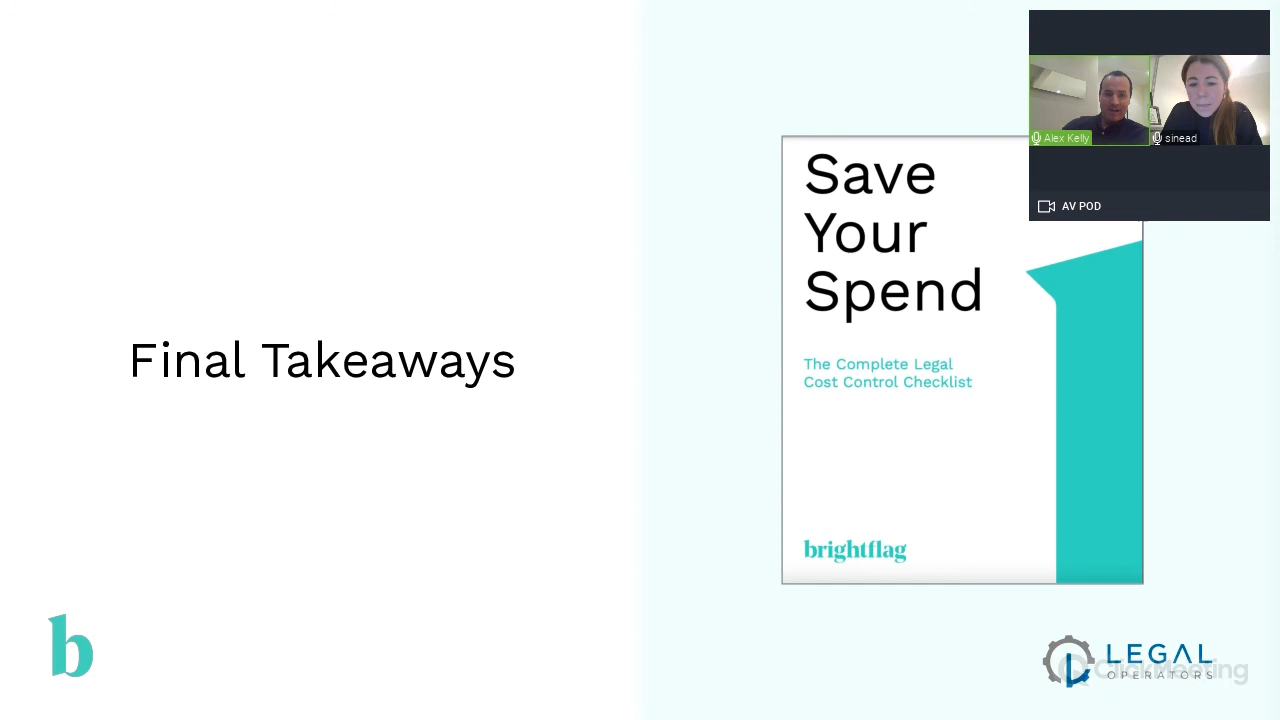 Final Takeaways
Save
Your
Spend
The Complete Legal
Cost Control Checklist
brightflag
b
Alex Kelly
sinead
AV POD
LEGAL
OPERATORS
ClickMeeting